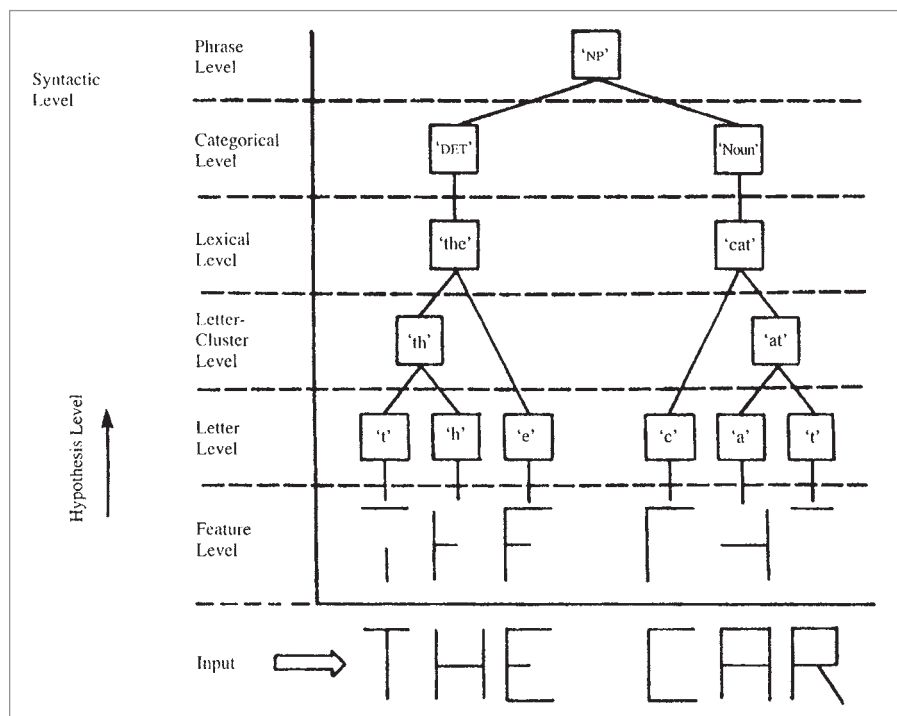 Phrase
Level
'NP'
Syntactic
Level
Categorical
Level
'DET'
'Noun'
Lexical
Level
'the'
'cat'
Letter-
Cluster
Level
'th'
'at'
Hypothesis Level
Letter
Level
't'
'h'
'e'
'c'
'a'
't'
Feature
Level
Input
THE CAR